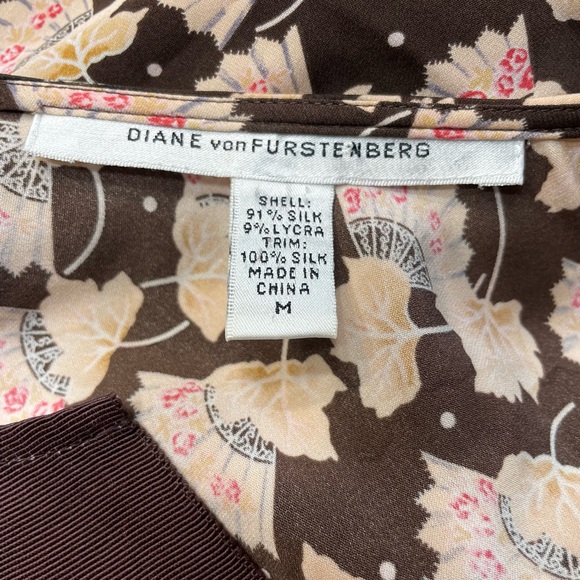 DIANE von FURSTENBERG
SHELL:
91% SILK
9% LYCRA
TRIM:
100% SILK
MADE IN
CHINA
M